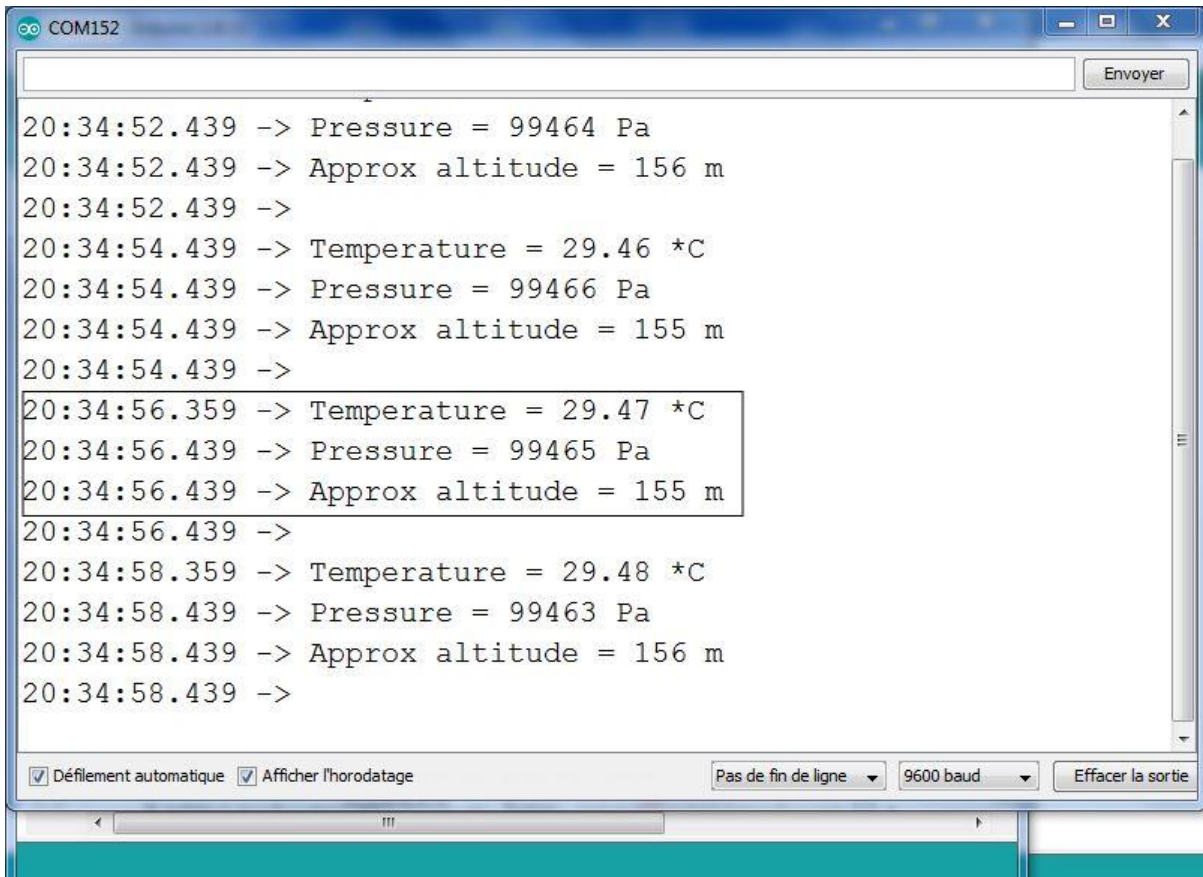 COM152
Envoyer
20:34:52.439 -> Pressure = 99464 Pa
20:34:52.439 -> Approx altitude = 156 m
20:34:52.439 ->
20:34:54.439 -> Temperature = 29.46 *C
20:34:54.439 -> Pressure = 99466 Pa
20:34:54.439 -> Approx altitude = 155 m
20:34:54.439 ->
20:34:56.359 -> Temperature = 29.47 *C
20:34:56.439 -> Pressure = 99465 Pa
20:34:56.439 -> Approx altitude = 155 m
20:34:56.439 ->
20:34:58.359 -> Temperature = 29.48 *C
20:34:58.439 -> Pressure = 99463 Pa
20:34:58.439 -> Approx altitude = 156 m
20:34:58.439 ->
Défilement automatique Afficher l'horodatage Pas de fin de ligne 9600 baud Effacer la sortie